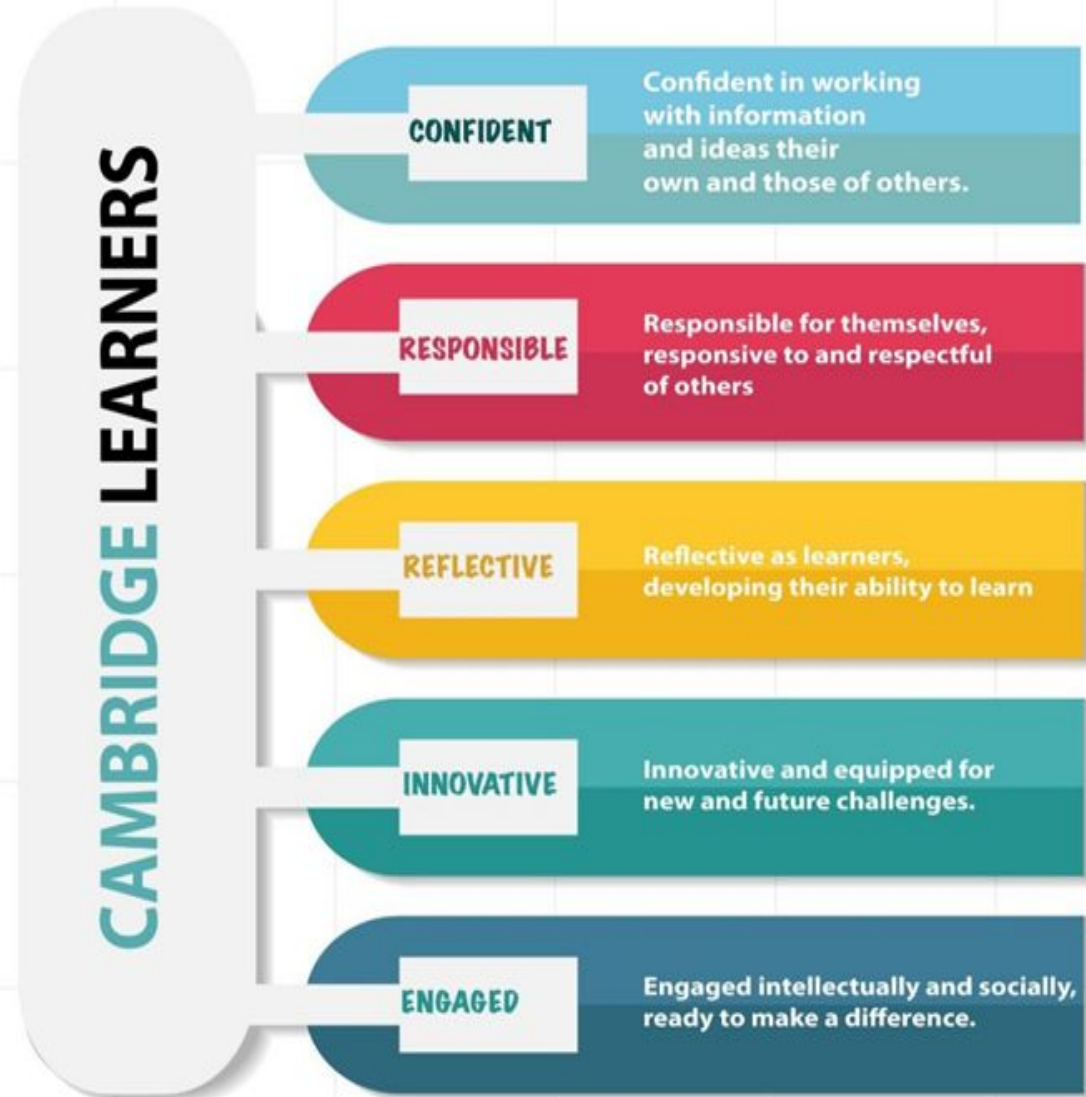 CAMBRIDGE LEARNERS
CONFIDENT
Confident in working
with information
and ideas their
own and those of others.
RESPONSIBLE
Responsible for themselves,
responsive to and respectful
of others
REFLECTIVE
Reflective as learners,
developing their ability to learn
INNOVATIVE
Innovative and equipped for
new and future challenges.
ENGAGED
Engaged intellectually and socially,
ready to make a difference.